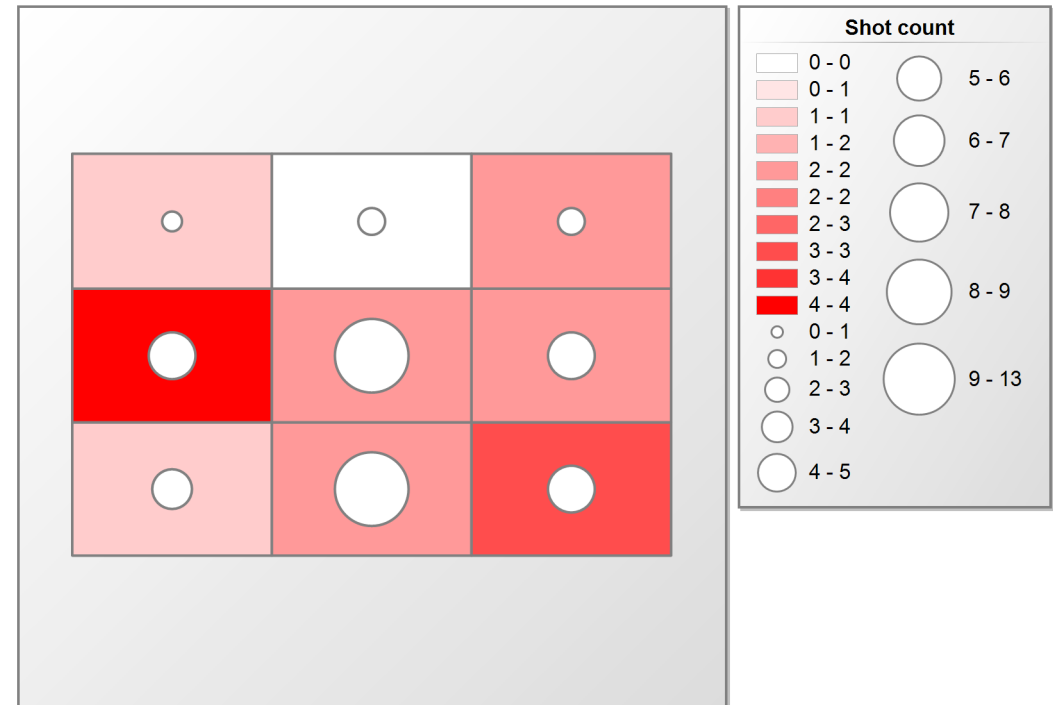 Shot count
0 - 0
0 - 1
1 - 1
1 - 2
2 - 2
2 - 2
2 - 3
3 - 3
3 - 4
4 - 4
0 - 1
1 - 2
2 - 3
3 - 4
4 - 5
5 - 6
6 - 7
7 - 8
8 - 9
9 - 13